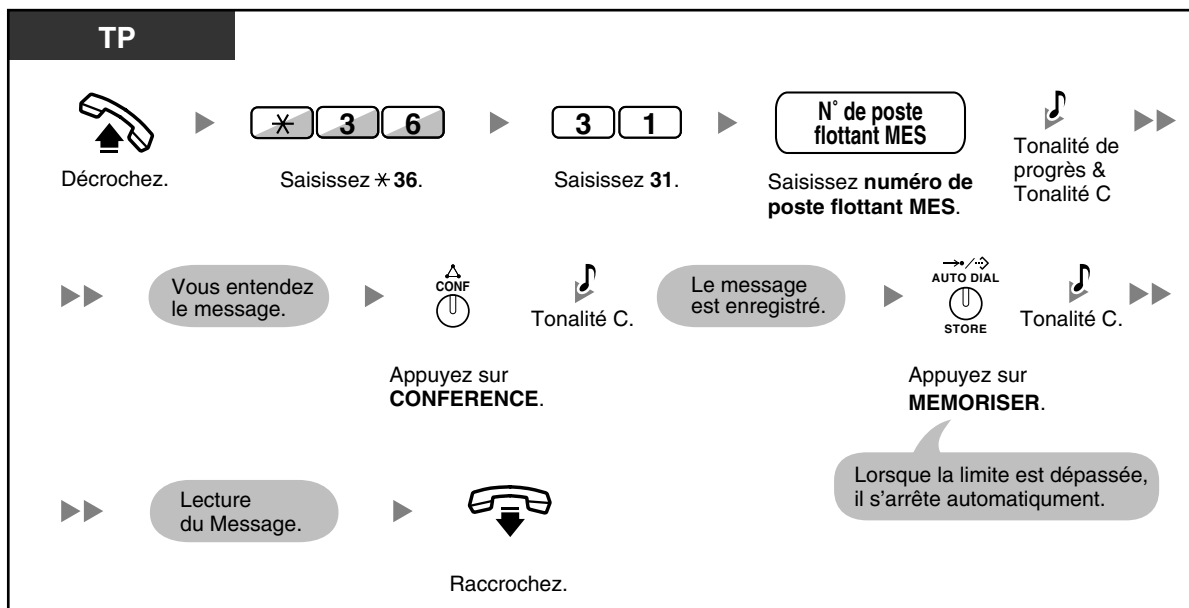 TP
✳ 3 6
3 1
N° de poste
flottant MES
Décrochez.
Saisissez ✳ 36.
Saisissez 31.
Saisissez numéro de
poste flottant MES.
Tonalité de
progrès &
Tonalité C
Vous entendez
le message.
CONF
Tonalité C.
Le message
est enregistré.
AUTO DIAL
STORE
Tonalité C.
Appuyez sur
CONFERENCE.
Appuyez sur
MEMORISER.
Lorsque la limite est dépassée,
il s'arrête automatiqument.
Lecture
du Message.
Raccrochez.